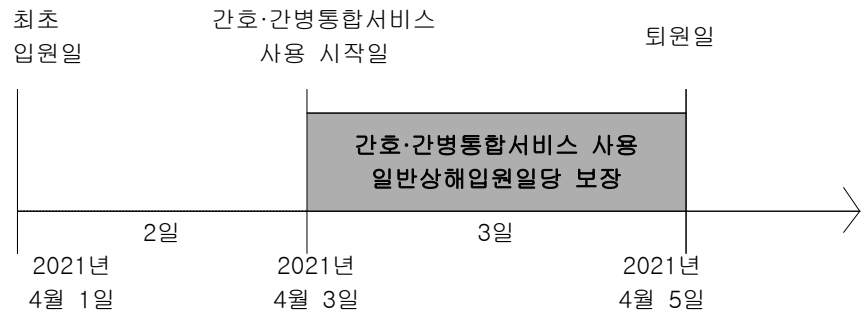 최초
입원일
간호·간병통합서비스
사용 시작일
퇴원일
간호·간병통합서비스 사용
일반상해입원일당 보장
2일
3일
2021년
4월 1일
2021년
4월 3일
2021년
4월 5일